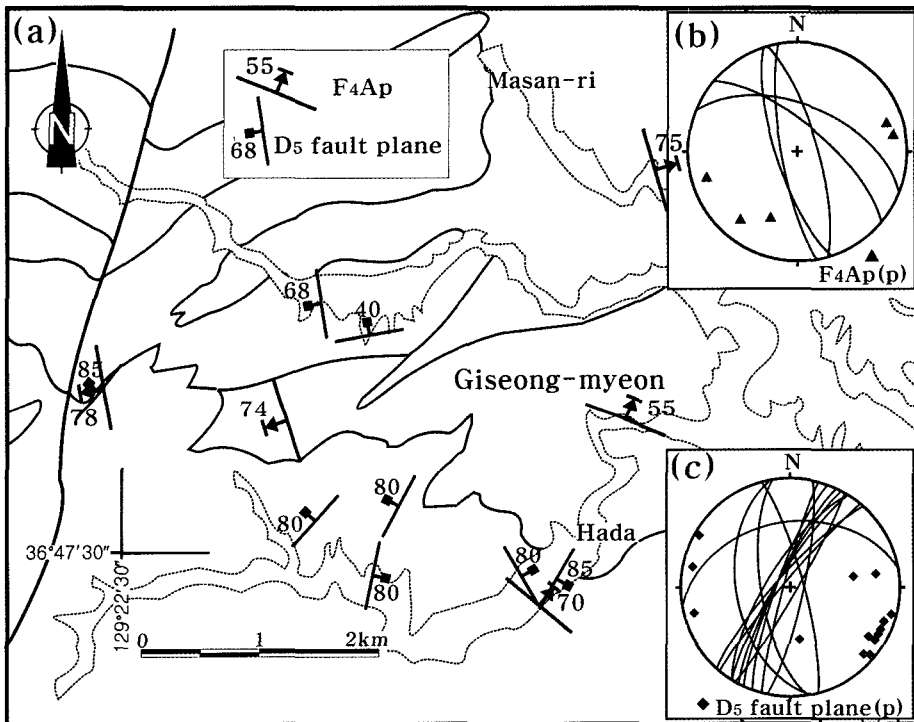 (a)
N
55
F4Ap
68
D5 fault plane
Masan-ri
75
(b)
N
F4Ap(p)
68
40
85
78
74
Giseong-myeon
55
80
80
80
Hada
80
85
70
36°47′30″
129°22′30″
0 1 2km
(c)
N
D5 fault plane(p)